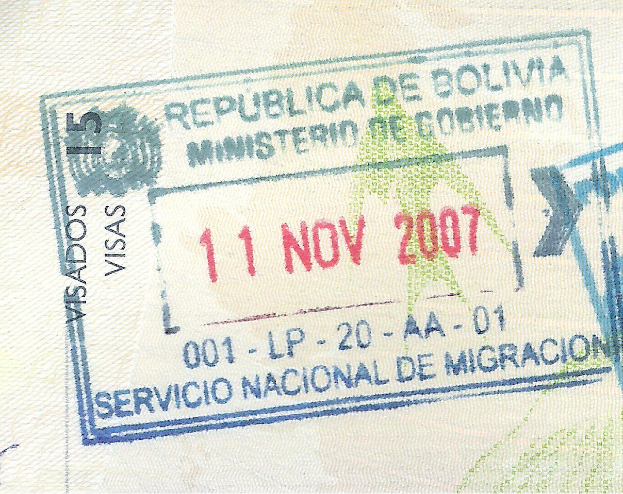 REPÚBLICA DE BOLIVIA
MINISTERIO DE GOBIERNO
11 NOV 2007
001 - LP - 20 - AA - 01
SERVICIO NACIONAL DE MIGRACION
15
VISADOS
VISAS